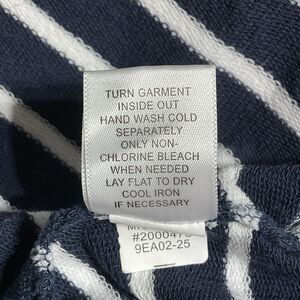 TURN GARMENT
INSIDE OUT
HAND WASH COLD
SEPARATELY
ONLY NON-
CHLORINE BLEACH
WHEN NEEDED
LAY FLAT TO DRY
COOL IRON
IF NECESSARY
#2000476
9EA02-25